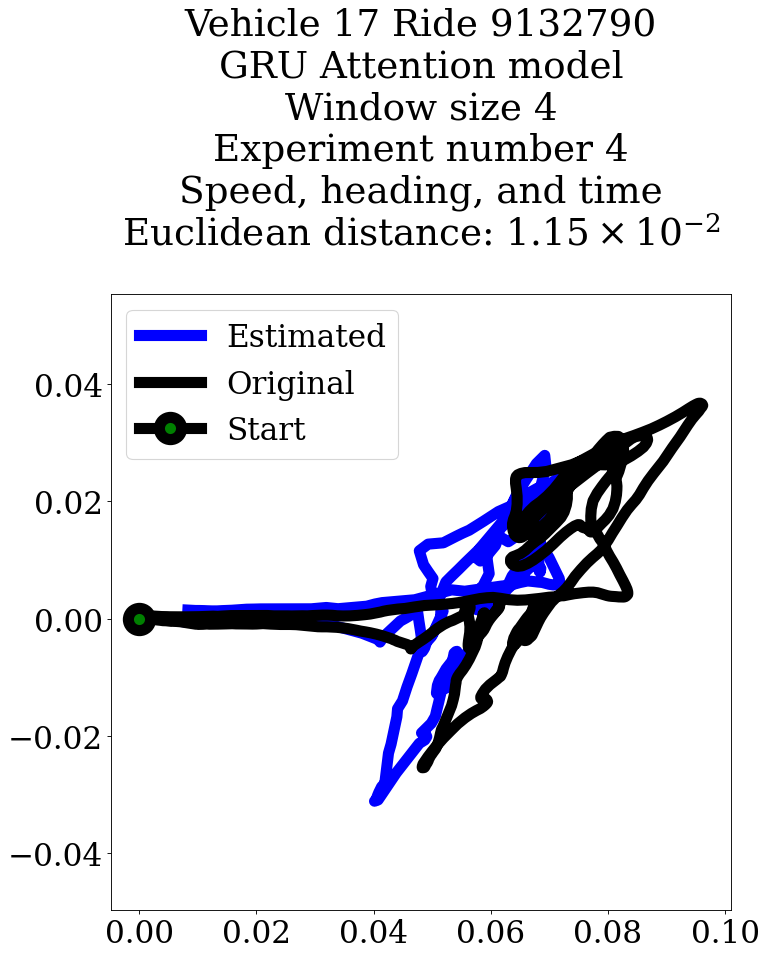 Vehicle 17 Ride 9132790
GRU Attention model
Window size 4
Experiment number 4
Speed, heading, and time
Euclidean distance: 1.15 × 10⁻²
Estimated
Original
Start
0.04
0.02
0.00
−0.02
−0.04
0.00 0.02 0.04 0.06 0.08 0.10